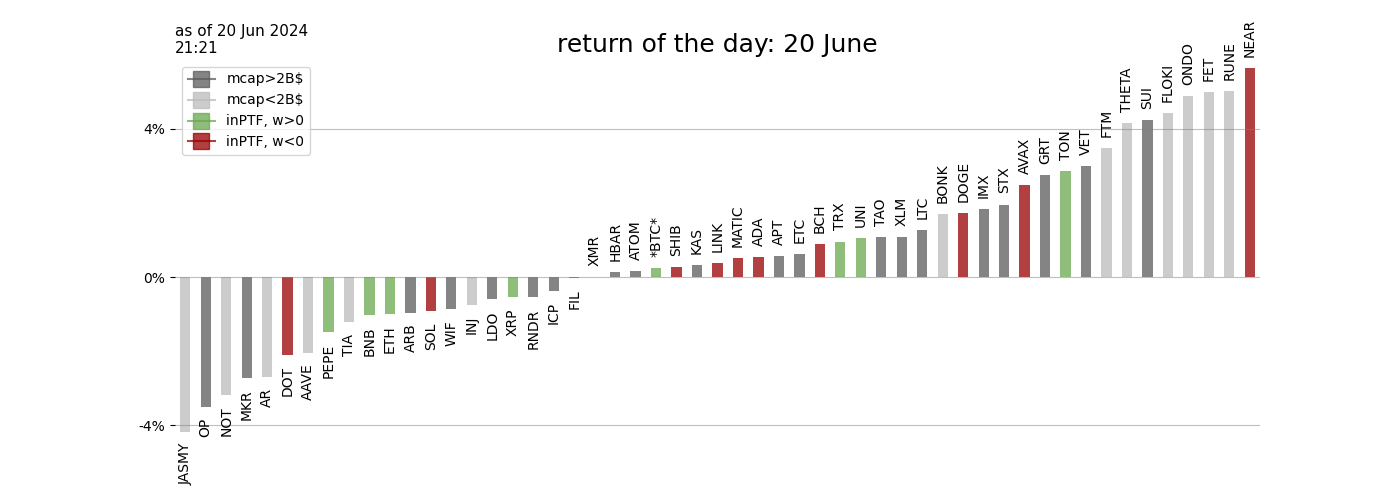 as of 20 Jun 2024
21:21
return of the day: 20 June
mcap>2B$
mcap<2B$
inPTF, w>0
inPTF, w<0
4%
0%
-4%
JASMY
OP
NOT
MKR
AR
DOT
AAVE
PEPE
TIA
BNB
ETH
ARB
SOL
WIF
INJ
LDO
XRP
RNDR
ICP
FIL
XMR
HBAR
ATOM
*BTC*
SHIB
KAS
LINK
MATIC
ADA
APT
ETC
BCH
TRX
UNI
TAO
XLM
LTC
BONK
DOGE
IMX
STX
AVAX
GRT
TON
VET
FTM
THETA
SUI
FLOKI
ONDO
FET
RUNE
NEAR